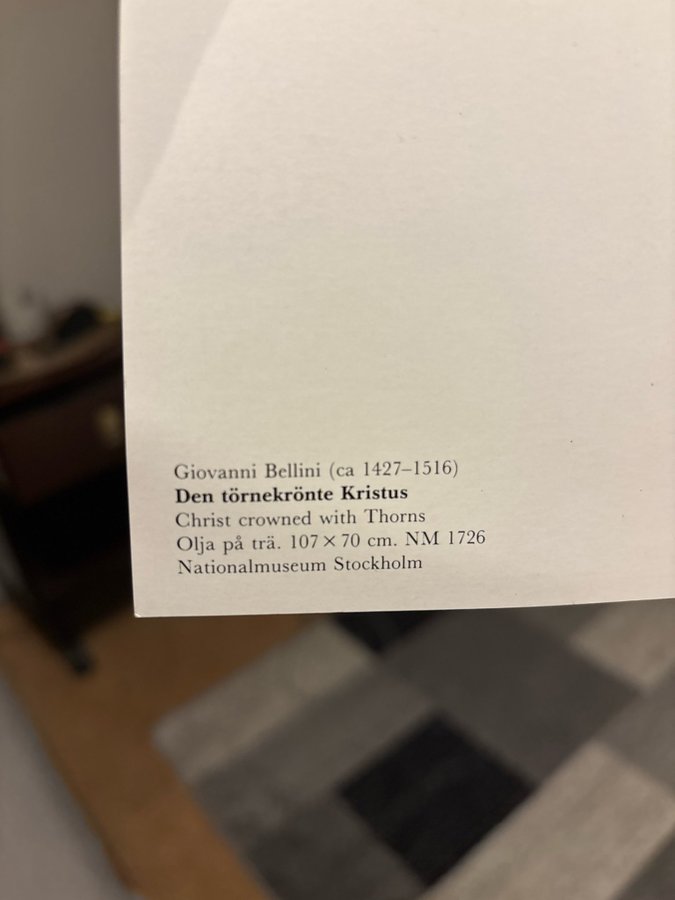 Giovanni Bellini (ca 1427–1516)
Den törnekrönte Kristus
Christ crowned with Thorns
Olja på trä. 107 × 70 cm. NM 1726
Nationalmuseum Stockholm